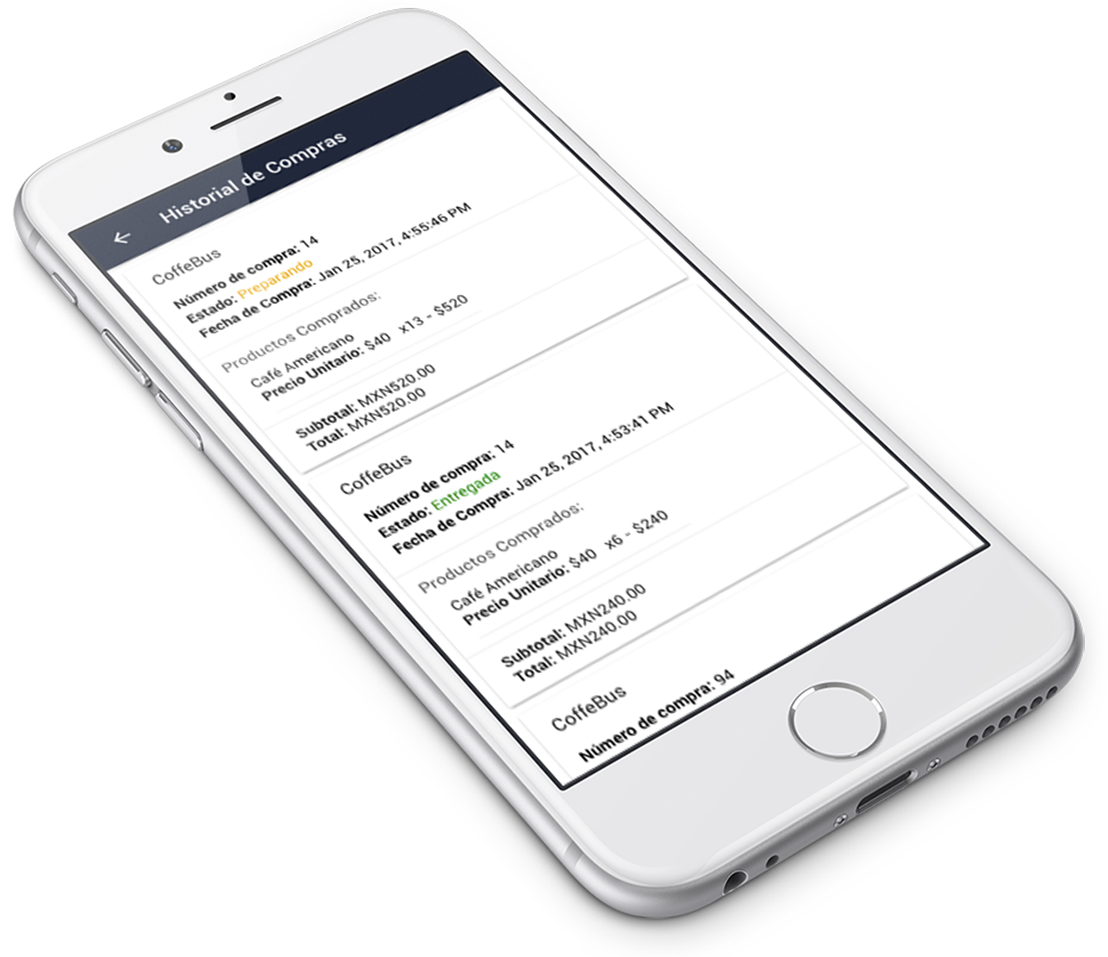 Historial de Compras
CoffeBus
Número de compra: 14
Estado: Preparando
Fecha de Compra: Jan 25, 2017, 4:55:46 PM
Productos Comprados:
Café Americano
Precio Unitario: $40 x13 - $520
Subtotal: MXN520.00
Total: MXN520.00
CoffeBus
Número de compra: 14
Estado: Entregada
Fecha de Compra: Jan 25, 2017, 4:53:41 PM
Productos Comprados:
Café Americano
Precio Unitario: $40 x6 - $240
Subtotal: MXN240.00
Total: MXN240.00
CoffeBus
Número de compra: 94